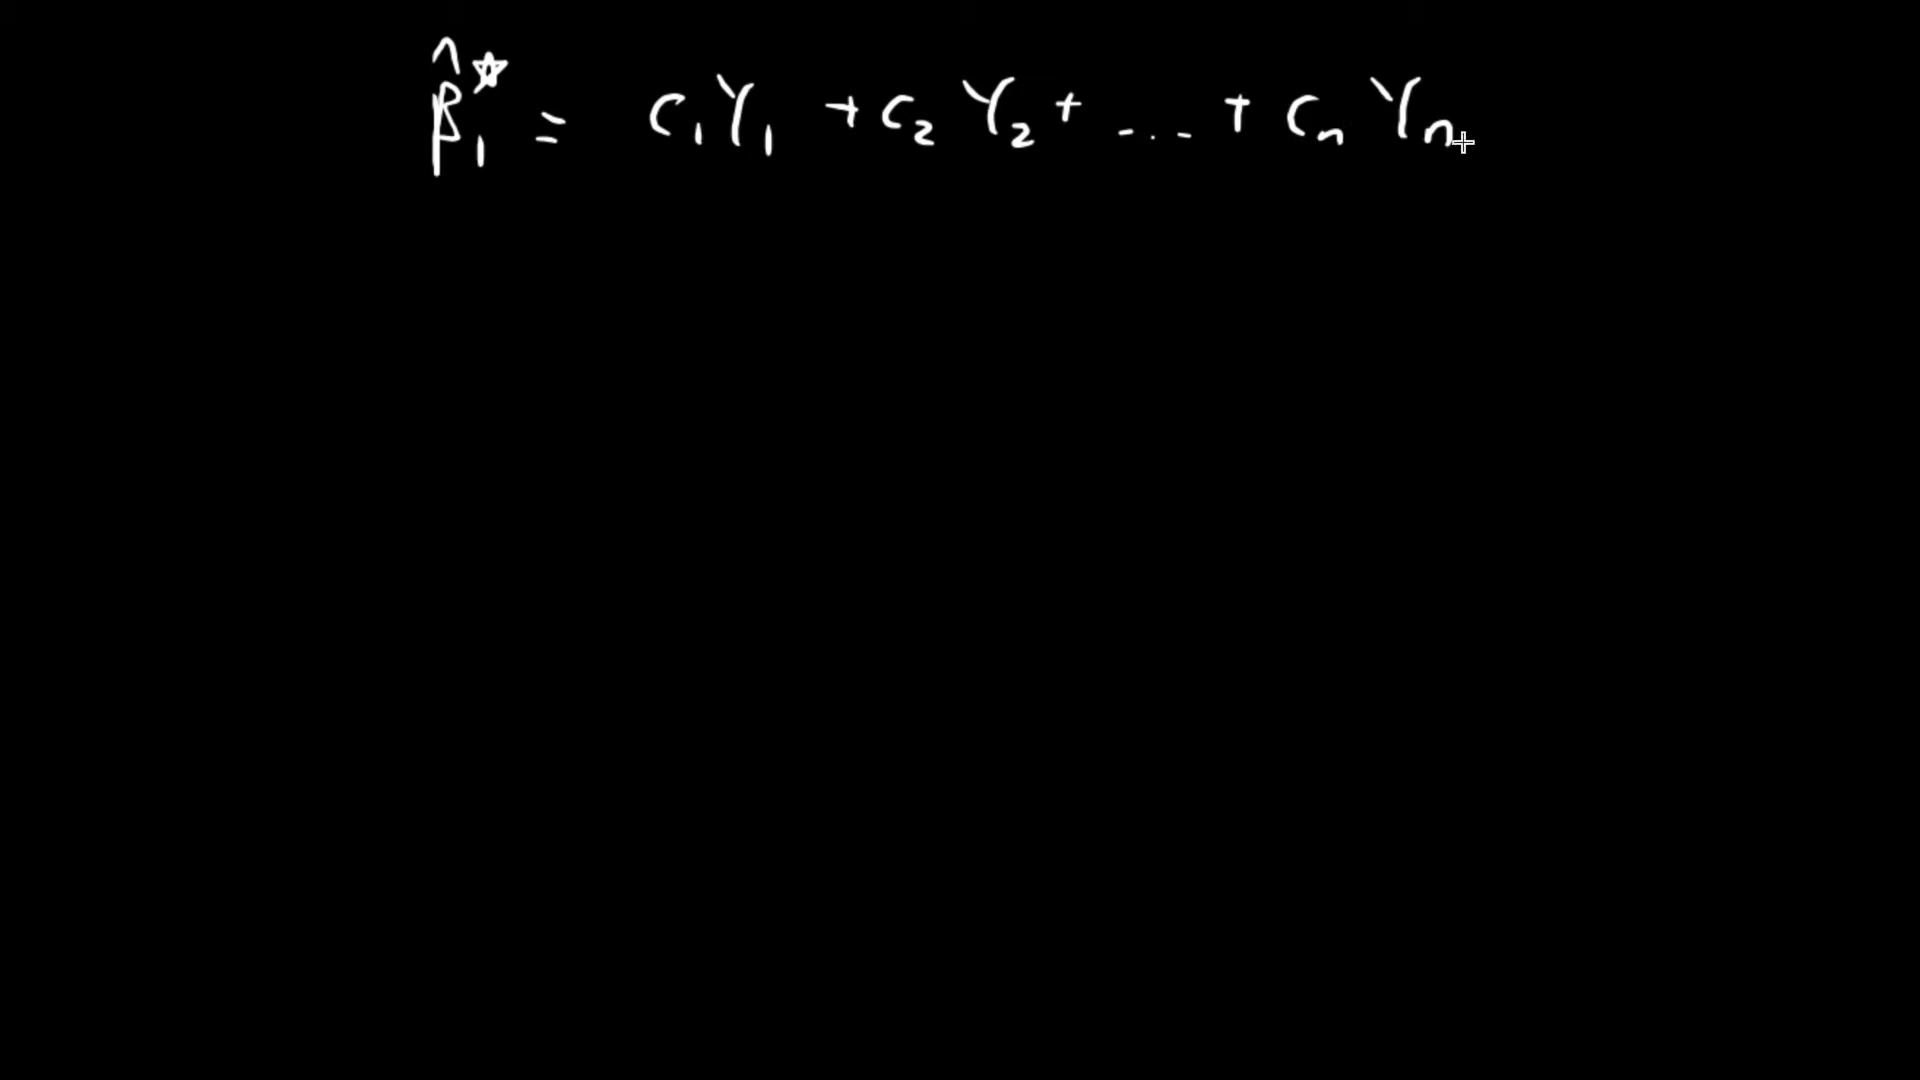 β̂₁* = c₁Y₁ + c₂Y₂ + ... + cₙYₙ